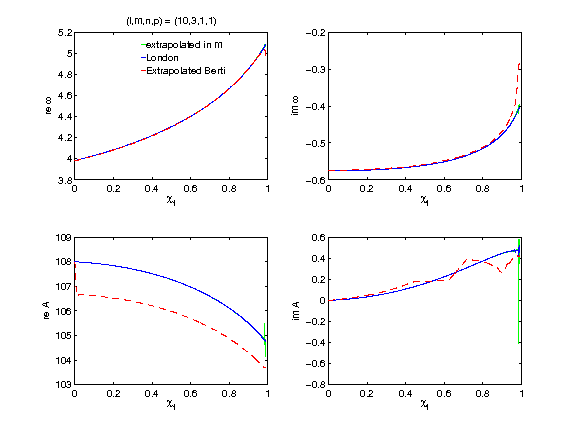 (l,m,n,p) = (10,3,1,1)
5.2
5
4.8
4.6
4.4
4.2
4
3.8
re ω
0 0.2 0.4 0.6 0.8 1
χf
extrapolated in m
London
Extrapolated Berti
−0.2
−0.3
−0.4
−0.5
−0.6
im ω
0 0.2 0.4 0.6 0.8 1
χf
109
108
107
106
105
104
103
re A
0 0.2 0.4 0.6 0.8 1
χf
0.6
0.4
0.2
0
−0.2
−0.4
−0.6
−0.8
im A
0 0.2 0.4 0.6 0.8 1
χf